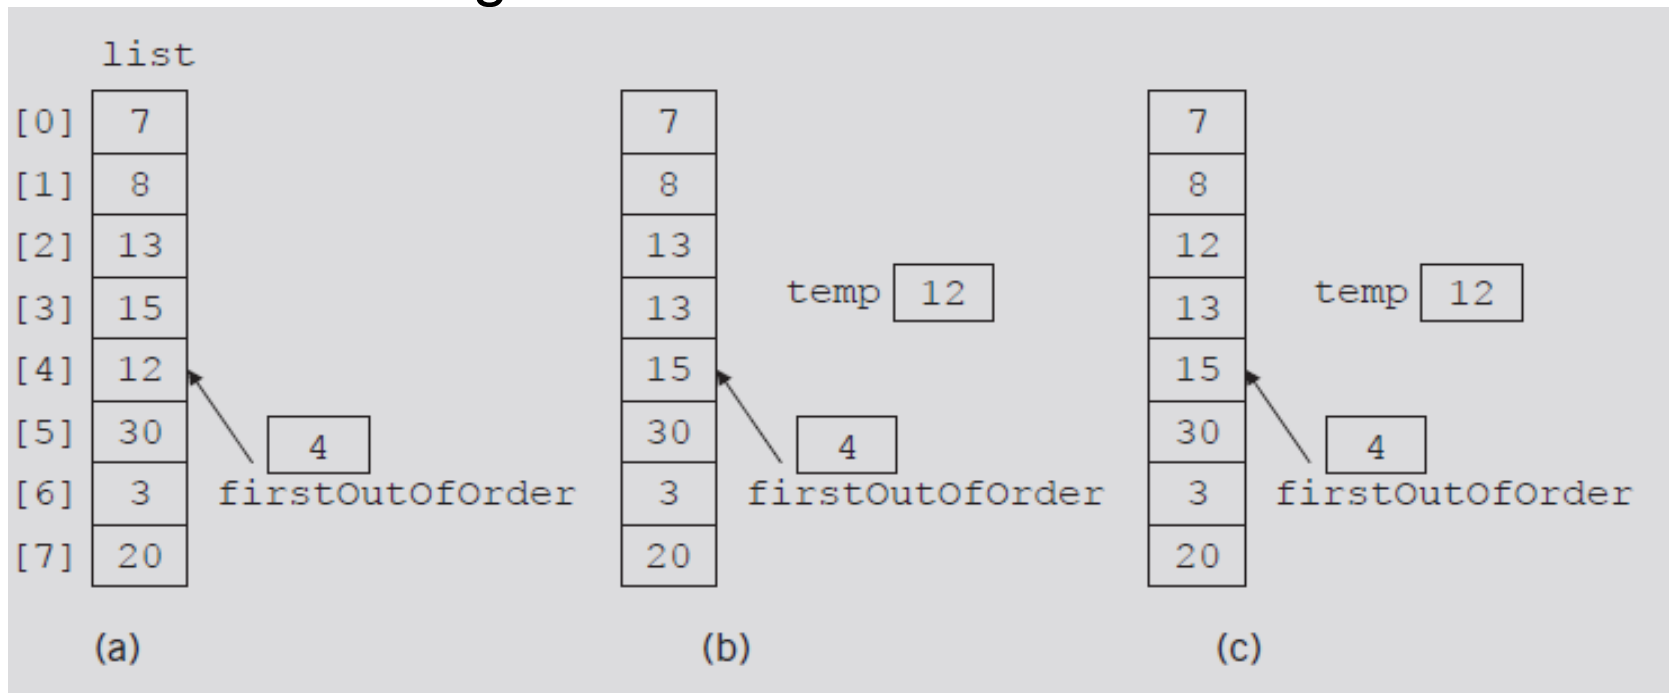 list
[0] 7 7 7
[1] 8 8 8
[2] 13 13 12
temp 12 temp 12
[3] 15 13 13
[4] 12 15 15
[5] 30 30 30
4 4 4
[6] 3 firstOutOfOrder 3 firstOutOfOrder 3 firstOutOfOrder
[7] 20 20 20
(a) (b) (c)